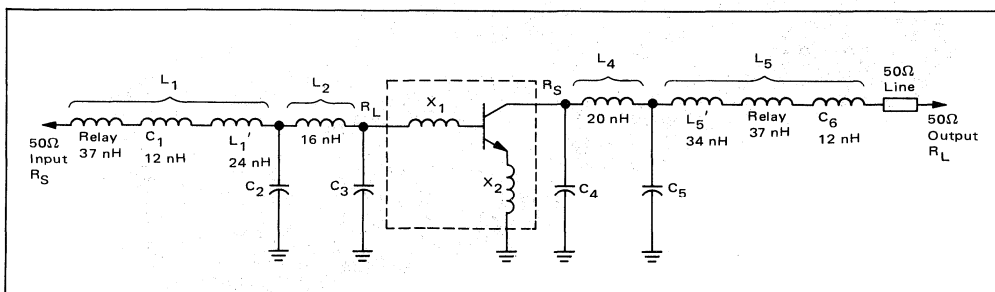 L1
L2
L4
L5
50Ω
Line
RL
X1
RS
50Ω
Input
RS
Relay
37 nH
C1
12 nH
L1'
24 nH
16 nH
20 nH
L5'
34 nH
Relay
37 nH
C6
12 nH
50Ω
Output
RL
C2
C3
X2
C4
C5